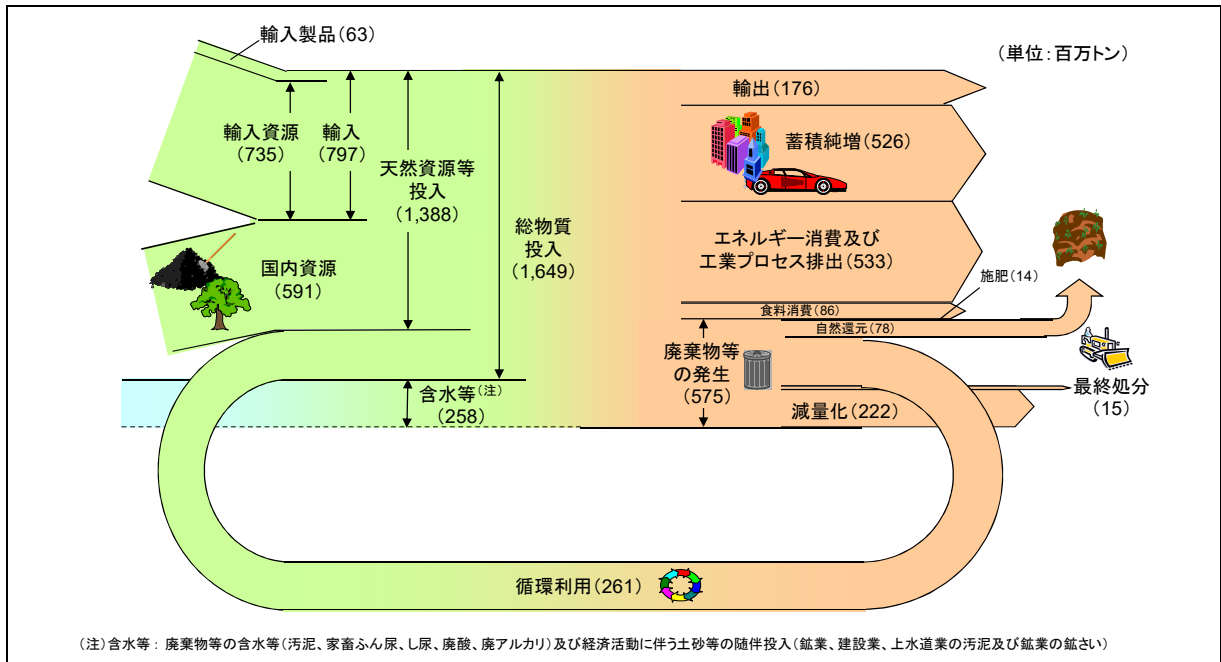 輸入製品(63)
(単位:百万トン)
輸出(176)
輸入資源
(735)
輸入
(797)
天然資源等
投入
(1,388)
蓄積純増(526)
総物質
投入
(1,649)
国内資源
(591)
エネルギー消費及び
工業プロセス排出(533)
施肥(14)
食料消費(86)
自然還元(78)
廃棄物等
の発生
(575)
含水等(注)
(258)
減量化(222)
最終処分
(15)
循環利用(261)
(注)含水等: 廃棄物等の含水等(汚泥、家畜ふん尿、し尿、廃酸、廃アルカリ)及び経済活動に伴う土砂等の随伴投入(鉱業、建設業、上水道業の汚泥及び鉱業の鉱さい)